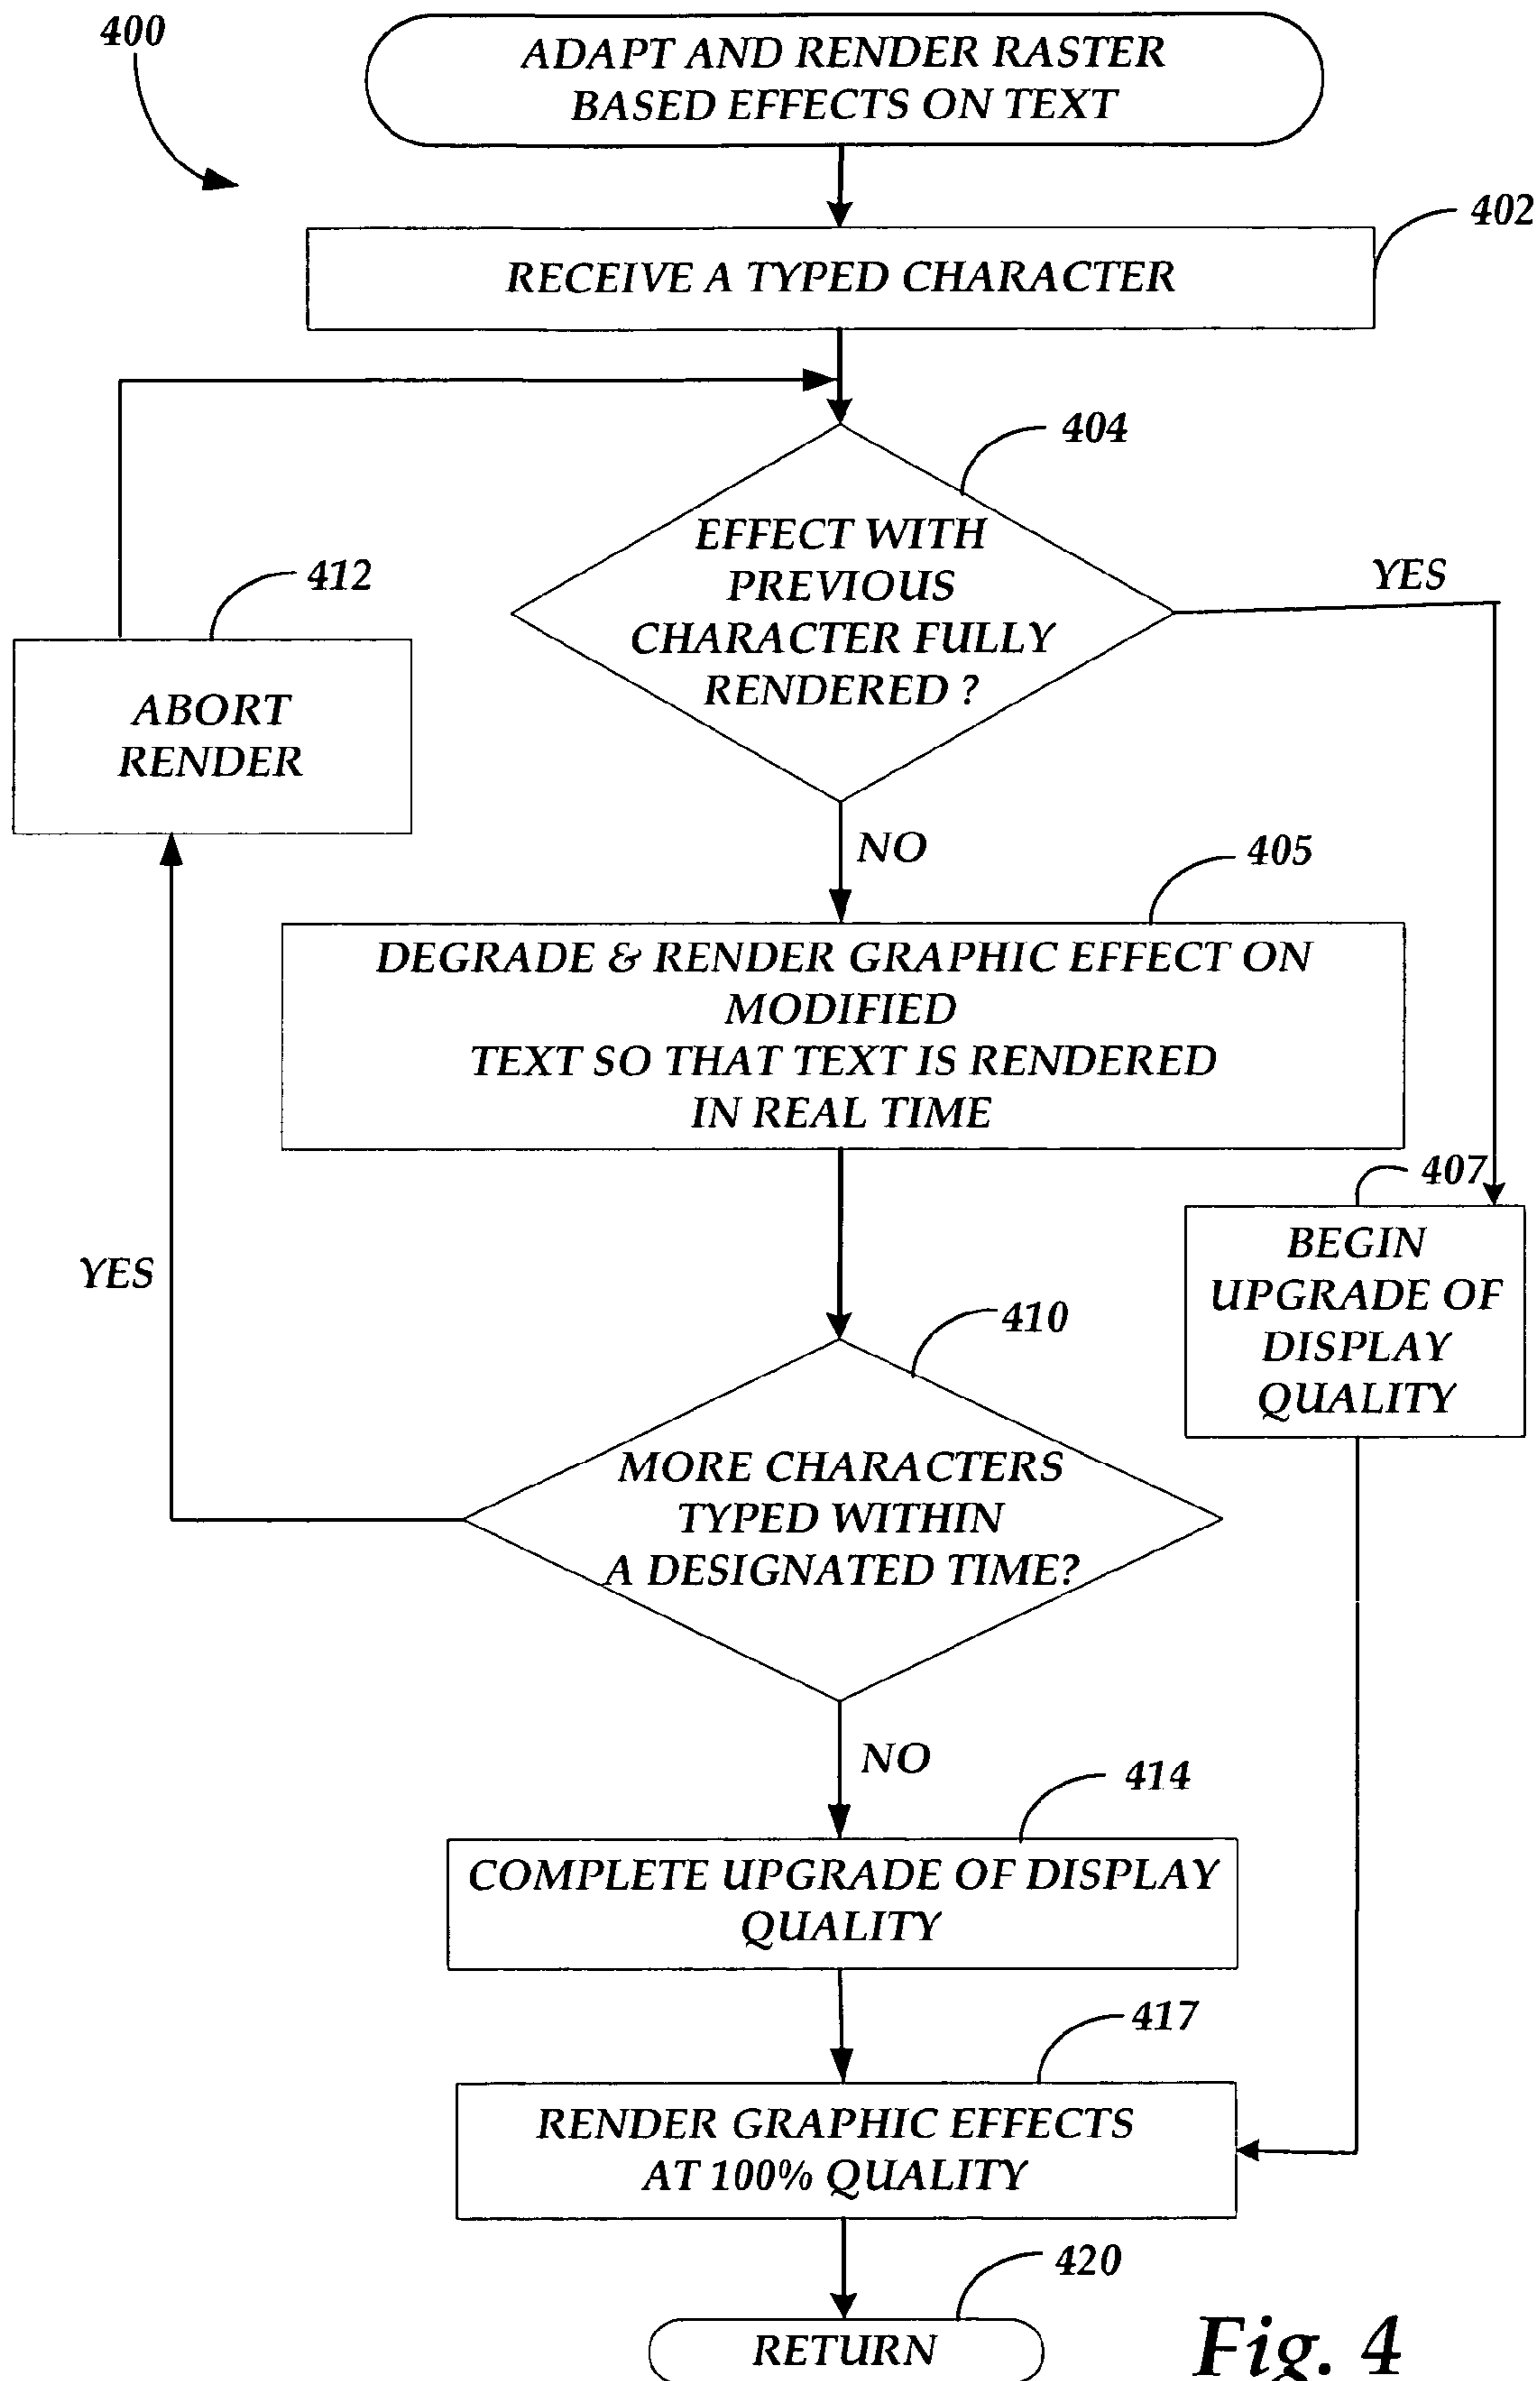 400
ADAPT AND RENDER RASTER
BASED EFFECTS ON TEXT
402
RECEIVE A TYPED CHARACTER
404
EFFECT WITH
PREVIOUS
CHARACTER FULLY
RENDERED ?
YES
412
ABORT
RENDER
NO
405
DEGRADE & RENDER GRAPHIC EFFECT ON
MODIFIED
TEXT SO THAT TEXT IS RENDERED
IN REAL TIME
407
BEGIN
UPGRADE OF
DISPLAY
QUALITY
YES
410
MORE CHARACTERS
TYPED WITHIN
A DESIGNATED TIME?
NO
414
COMPLETE UPGRADE OF DISPLAY
QUALITY
417
RENDER GRAPHIC EFFECTS
AT 100% QUALITY
420
RETURN
Fig. 4